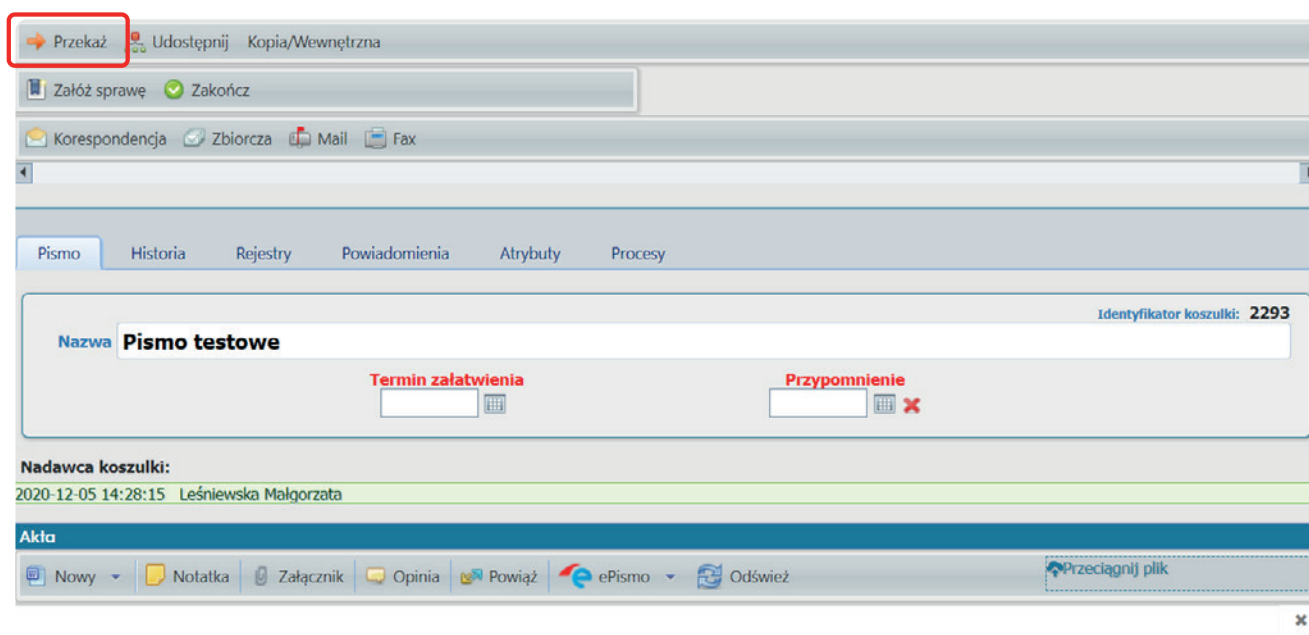 Przekaż Udostępnij Kopia/Wewnętrzna
Załóż sprawę Zakończ
Korespondencja Zbiorcza Mail Fax
Pismo Historia Rejestry Powiadomienia Atrybuty Procesy
Identyfikator koszulki: 2293
Nazwa Pismo testowe
Termin załatwienia Przypomnienie
Nadawca koszulki:
2020-12-05 14:28:15 Leśniewska Małgorzata
Akta
Nowy Notatka Załącznik Opinia Powiąż ePismo Odśwież Przeciągnij plik